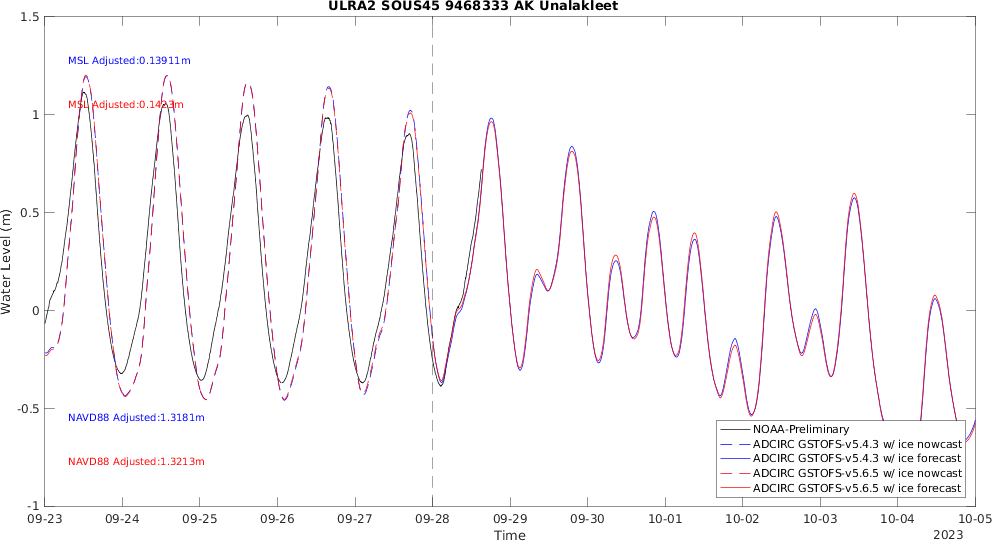 ULRA2 SOUS45 9468333 AK Unalakleet
1.5
1
0.5
0
-0.5
-1
Water Level (m)
MSL Adjusted:0.13911m
MSL Adjusted:0.1423m
NAVD88 Adjusted:1.3181m
NAVD88 Adjusted:1.3213m
NOAA-Preliminary
ADCIRC GSTOFS-v5.4.3 w/ ice nowcast
ADCIRC GSTOFS-v5.4.3 w/ ice forecast
ADCIRC GSTOFS-v5.6.5 w/ ice nowcast
ADCIRC GSTOFS-v5.6.5 w/ ice forecast
09-23 09-24 09-25 09-26 09-27 09-28 09-29 09-30 10-01 10-02 10-03 10-04 10-05
Time
2023